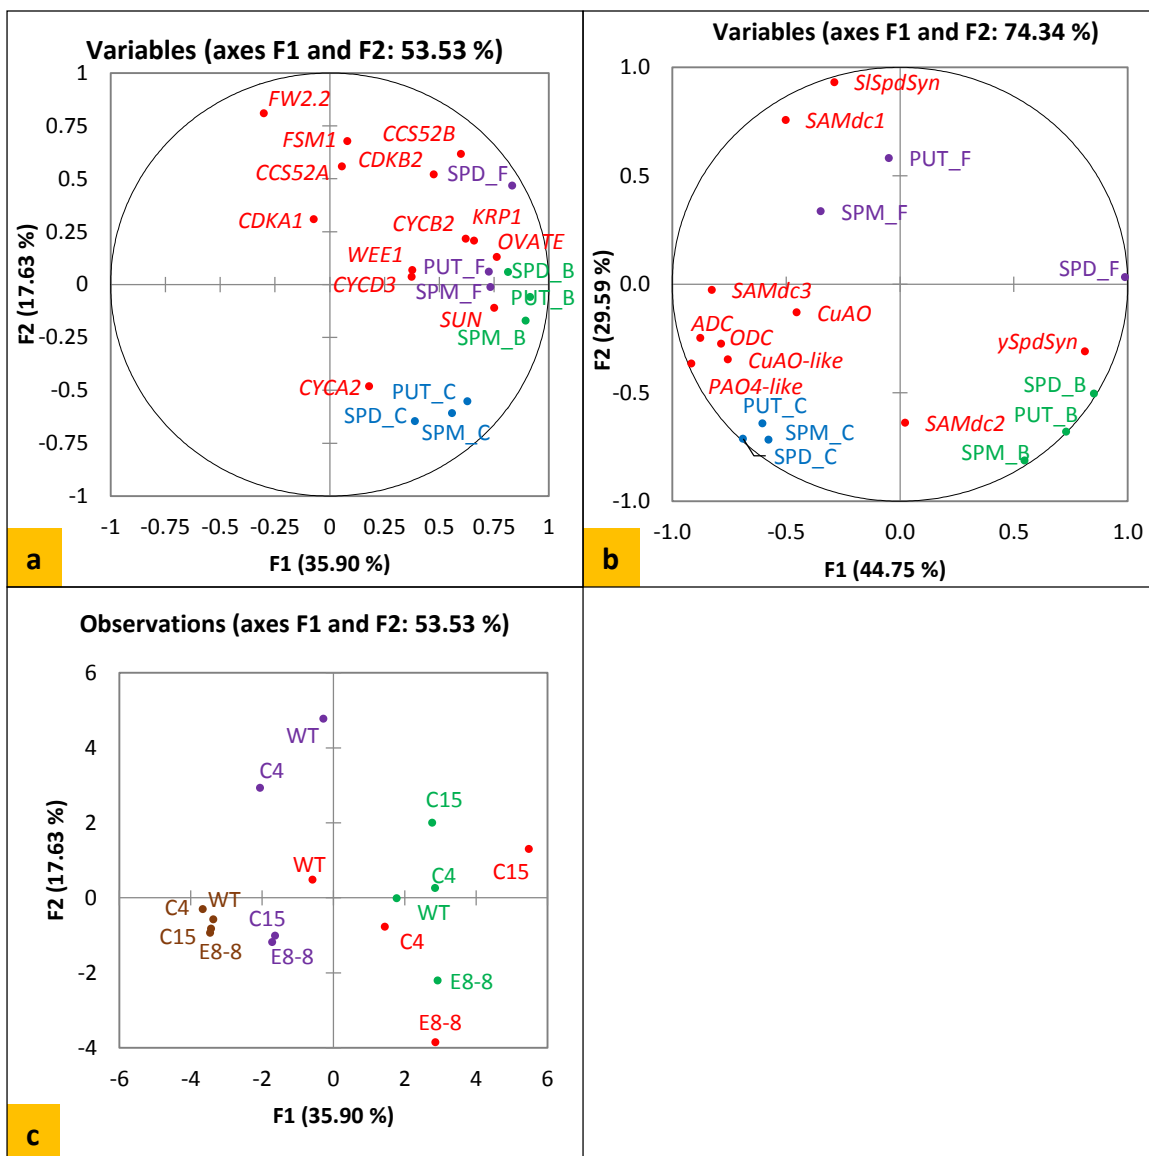 Variables (axes F1 and F2: 53.53 %)
1
0.75
0.5
0.25
0
-0.25
-0.5
-0.75
-1
-1
-0.75
-0.5
-0.25
0
0.25
0.5
0.75
1
F2 (17.63 %)
F1 (35.90 %)
FW2.2
FSM1
CCS52B
CCS52A
CDKB2
SPD_F
CDKA1
CYCB2
KRP1
OVATE
WEE1
PUT_F
SPD_B
CYCD3
SPM_F
PUT_B
SUN
SPM_B
CYCA2
PUT_C
SPD_C
SPM_C
a
Variables (axes F1 and F2: 74.34 %)
1.0
0.5
0.0
-0.5
-1.0
-1.0
-0.5
0.0
0.5
1.0
F2 (29.59 %)
F1 (44.75 %)
SlSpdSyn
SAMdc1
PUT_F
SPM_F
SPD_F
SAMdc3
CuAO
ADC
ODC
ySpdSyn
CuAO-like
PAO4-like
SPD_B
PUT_C
SAMdc2
PUT_B
SPM_C
SPD_C
SPM_B
b
Observations (axes F1 and F2: 53.53 %)
6
4
2
0
-2
-4
-6
-4
-2
0
2
4
6
F2 (17.63 %)
F1 (35.90 %)
WT
C4
C15
WT
C15
C4
C4
WT
C15
WT
C15
E8-8
E8-8
C4
E8-8
E8-8
c